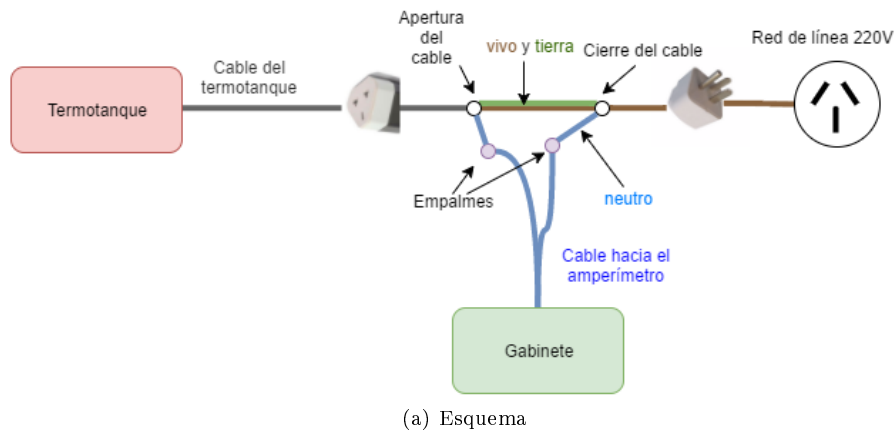 Apertura
del
cable
vivo y tierra
Cierre del cable
Red de línea 220V
Cable del
termotanque
Termotanque
Empalmes
neutro
Cable hacia el
amperímetro
Gabinete
(a) Esquema